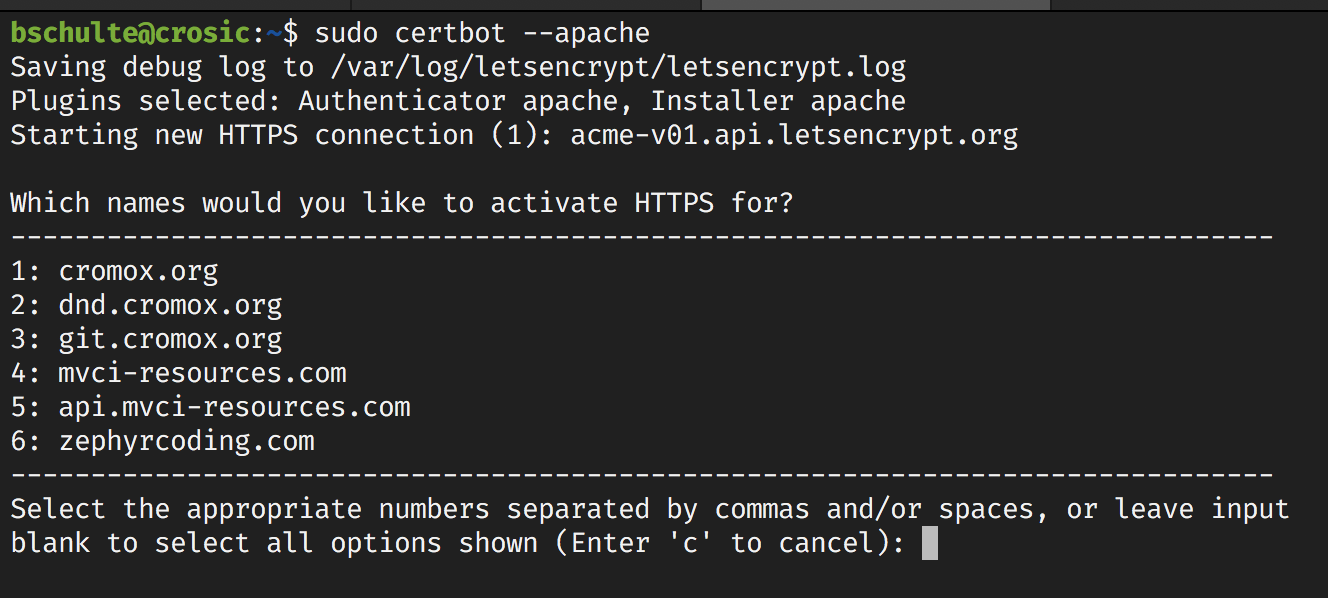 bschulte@crosic:~$ sudo certbot --apache
Saving debug log to /var/log/letsencrypt/letsencrypt.log
Plugins selected: Authenticator apache, Installer apache
Starting new HTTPS connection (1): acme-v01.api.letsencrypt.org
Which names would you like to activate HTTPS for?
-------------------------------------------------------------------------------
1: cromox.org
2: dnd.cromox.org
3: git.cromox.org
4: mvci-resources.com
5: api.mvci-resources.com
6: zephyrcoding.com
-------------------------------------------------------------------------------
Select the appropriate numbers separated by commas and/or spaces, or leave input
blank to select all options shown (Enter 'c' to cancel):